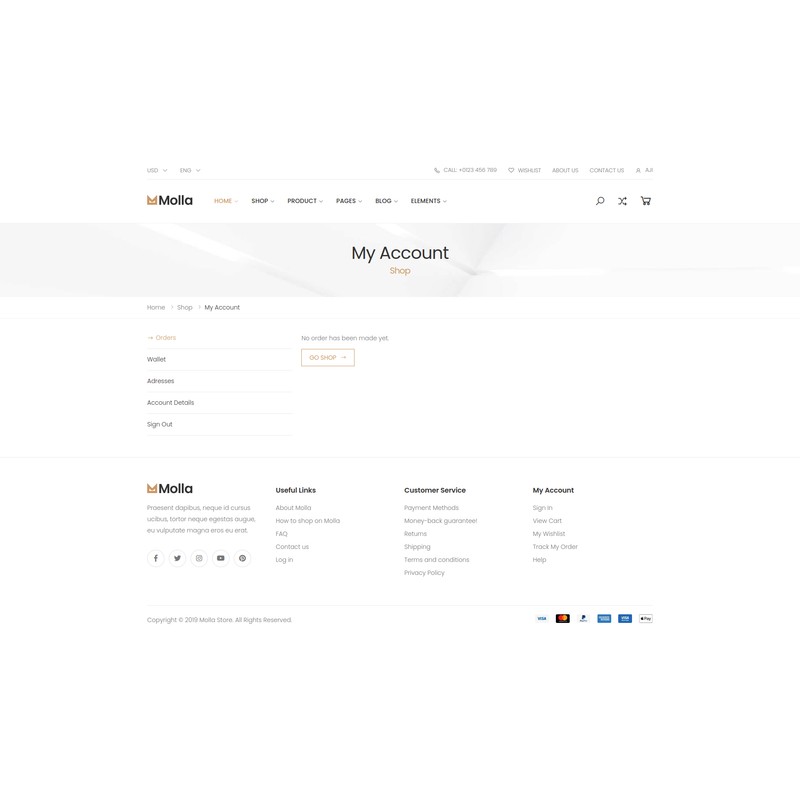 USD ENG CALL: +0123 456 789 WISHLIST ABOUT US CONTACT US AJI
Molla HOME SHOP PRODUCT PAGES BLOG ELEMENTS
My Account
Shop
Home > Shop > My Account
→ Orders
No order has been made yet.
Wallet
GO SHOP →
Adresses
Account Details
Sign Out
Molla
Praesent dapibus, neque id cursus
ucibus, tortor neque egestas augue,
eu vulputate magna eros eu erat.
Useful Links
About Molla
How to shop on Molla
FAQ
Contact us
Log in
Customer Service
Payment Methods
Money-back guarantee!
Returns
Shipping
Terms and conditions
Privacy Policy
My Account
Sign In
View Cart
My Wishlist
Track My Order
Help
Copyright © 2019 Molla Store. All Rights Reserved.
VISA
VISA
Pay